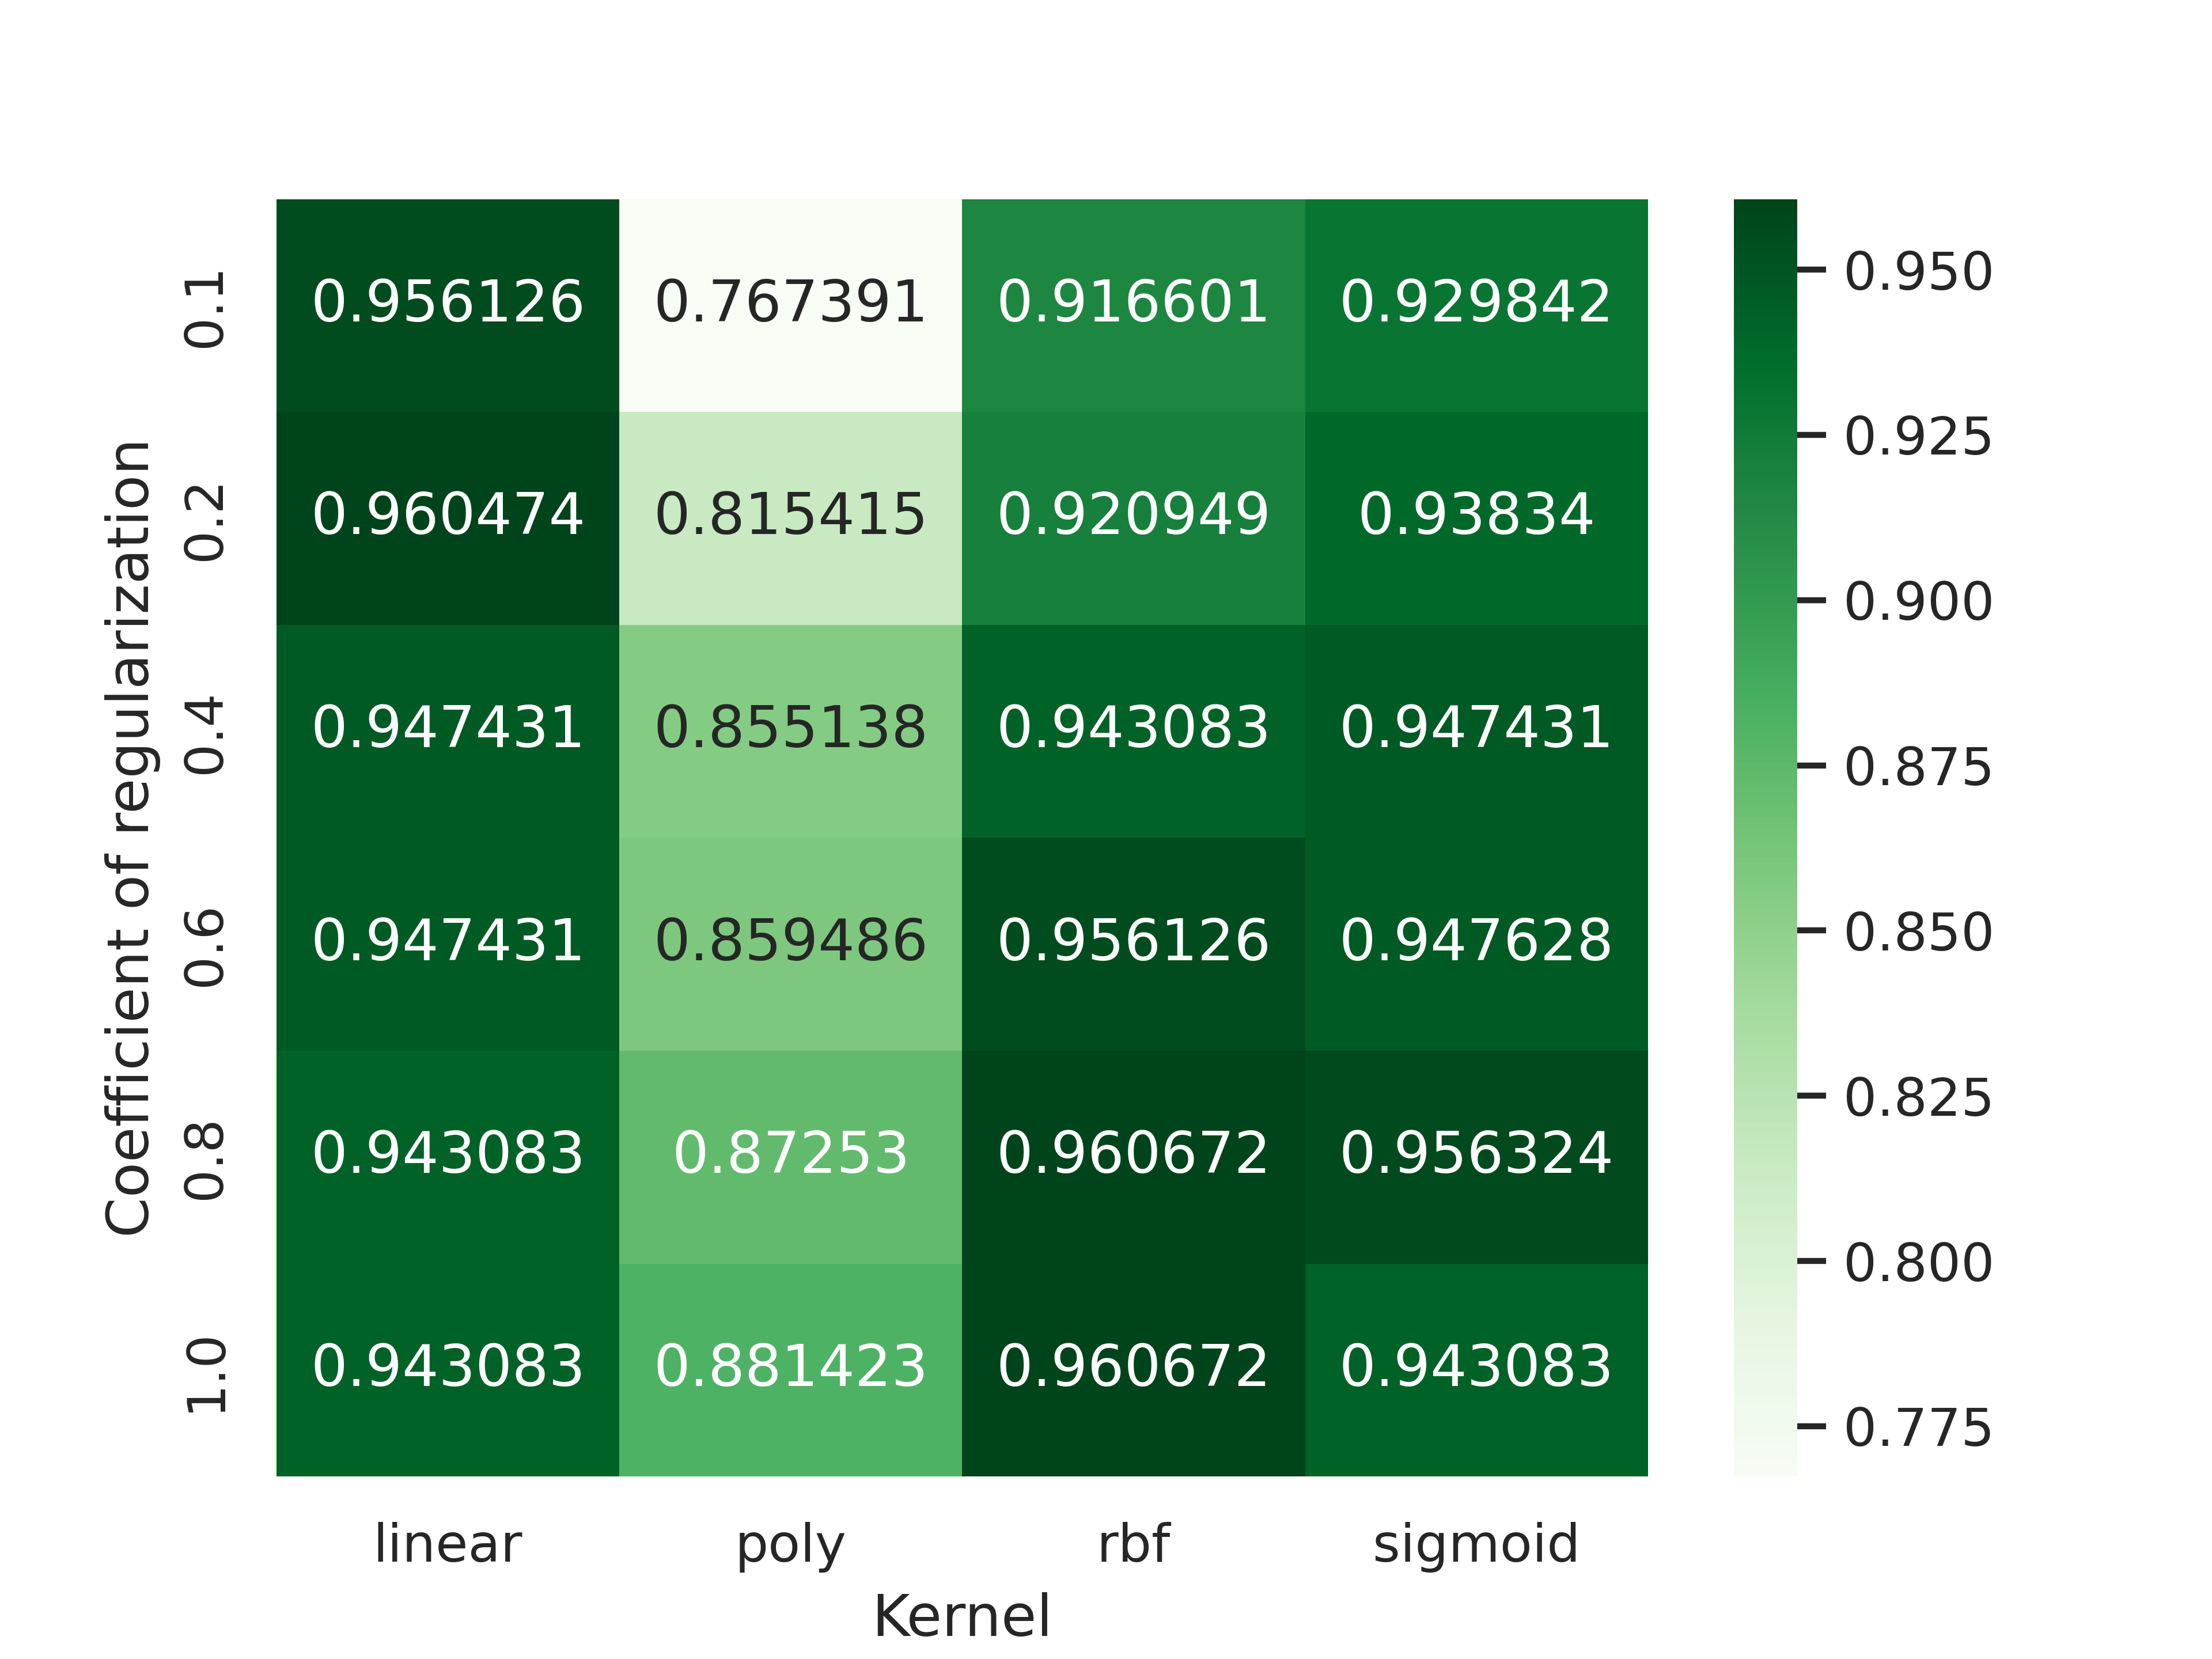 0.1 0.956126 0.767391 0.916601 0.929842
0.2 0.960474 0.815415 0.920949 0.93834
0.4 0.947431 0.855138 0.943083 0.947431
0.6 0.947431 0.859486 0.956126 0.947628
0.8 0.943083 0.87253 0.960672 0.956324
1.0 0.943083 0.881423 0.960672 0.943083
Coefficient of regularization
linear poly rbf sigmoid
Kernel
0.950
0.925
0.900
0.875
0.850
0.825
0.800
0.775